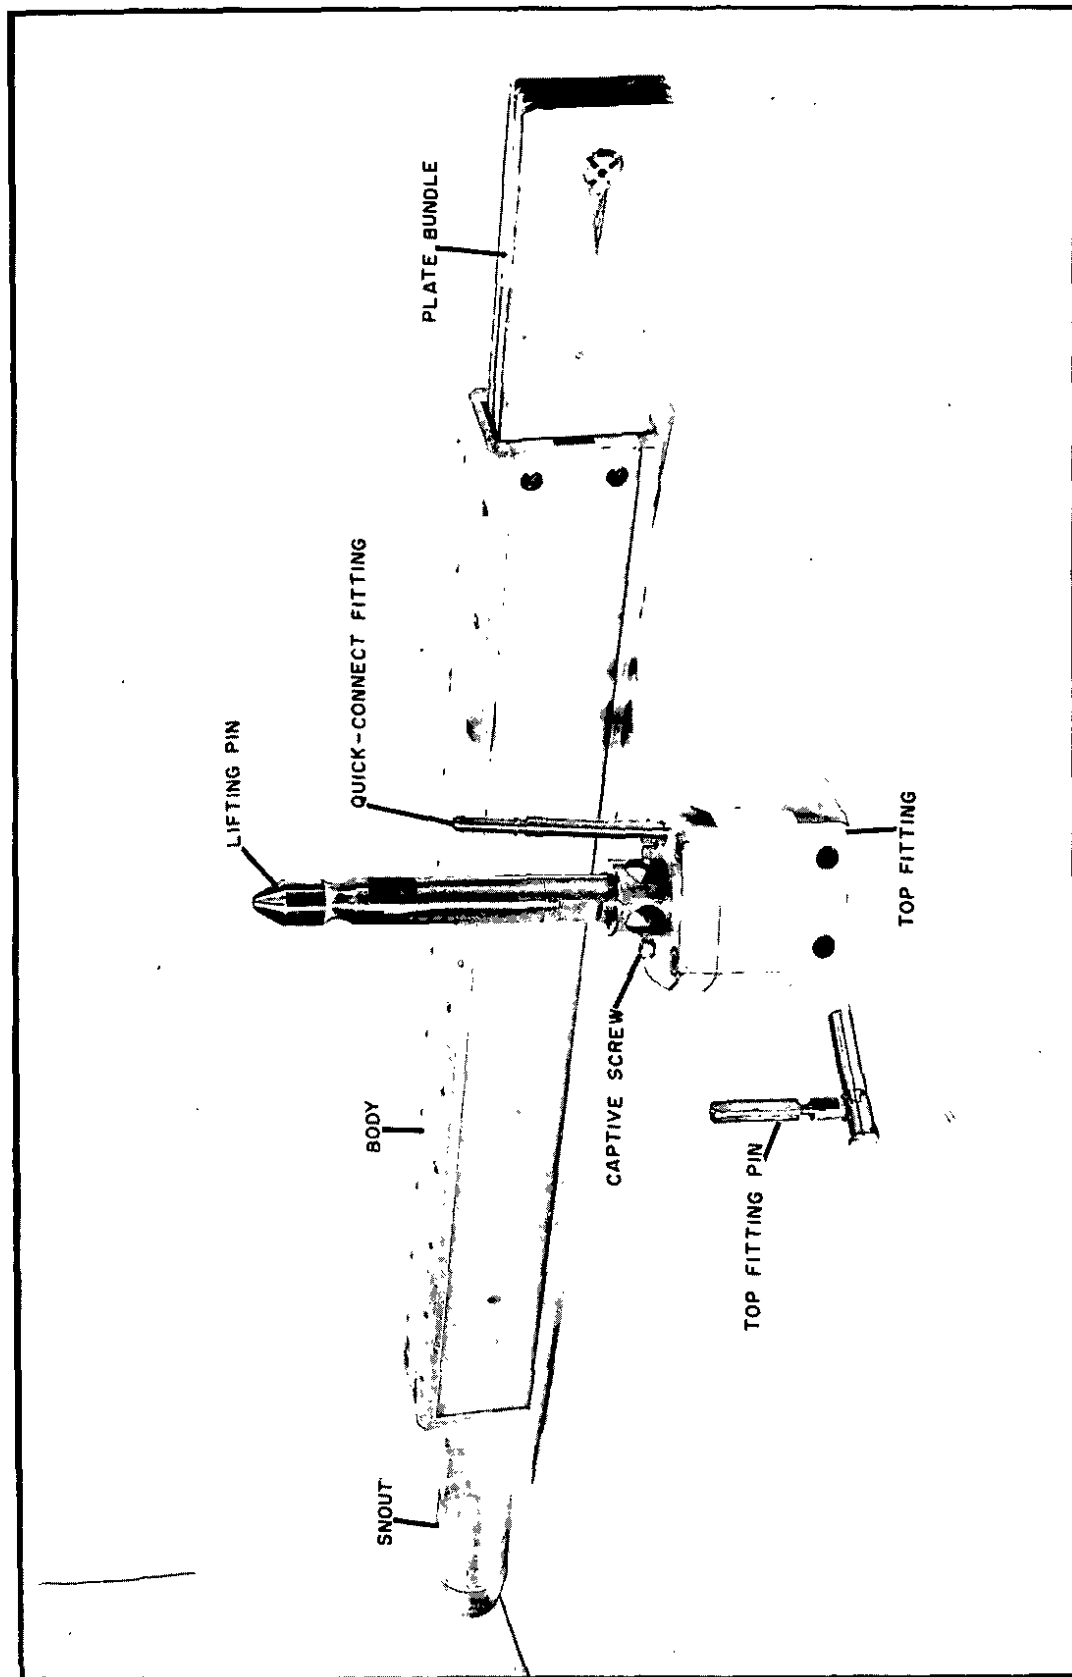 PLATE BUNDLE
QUICK-CONNECT FITTING
LIFTING PIN
TOP FITTING
CAPTIVE SCREW
BODY
TOP FITTING PIN
SNOUT